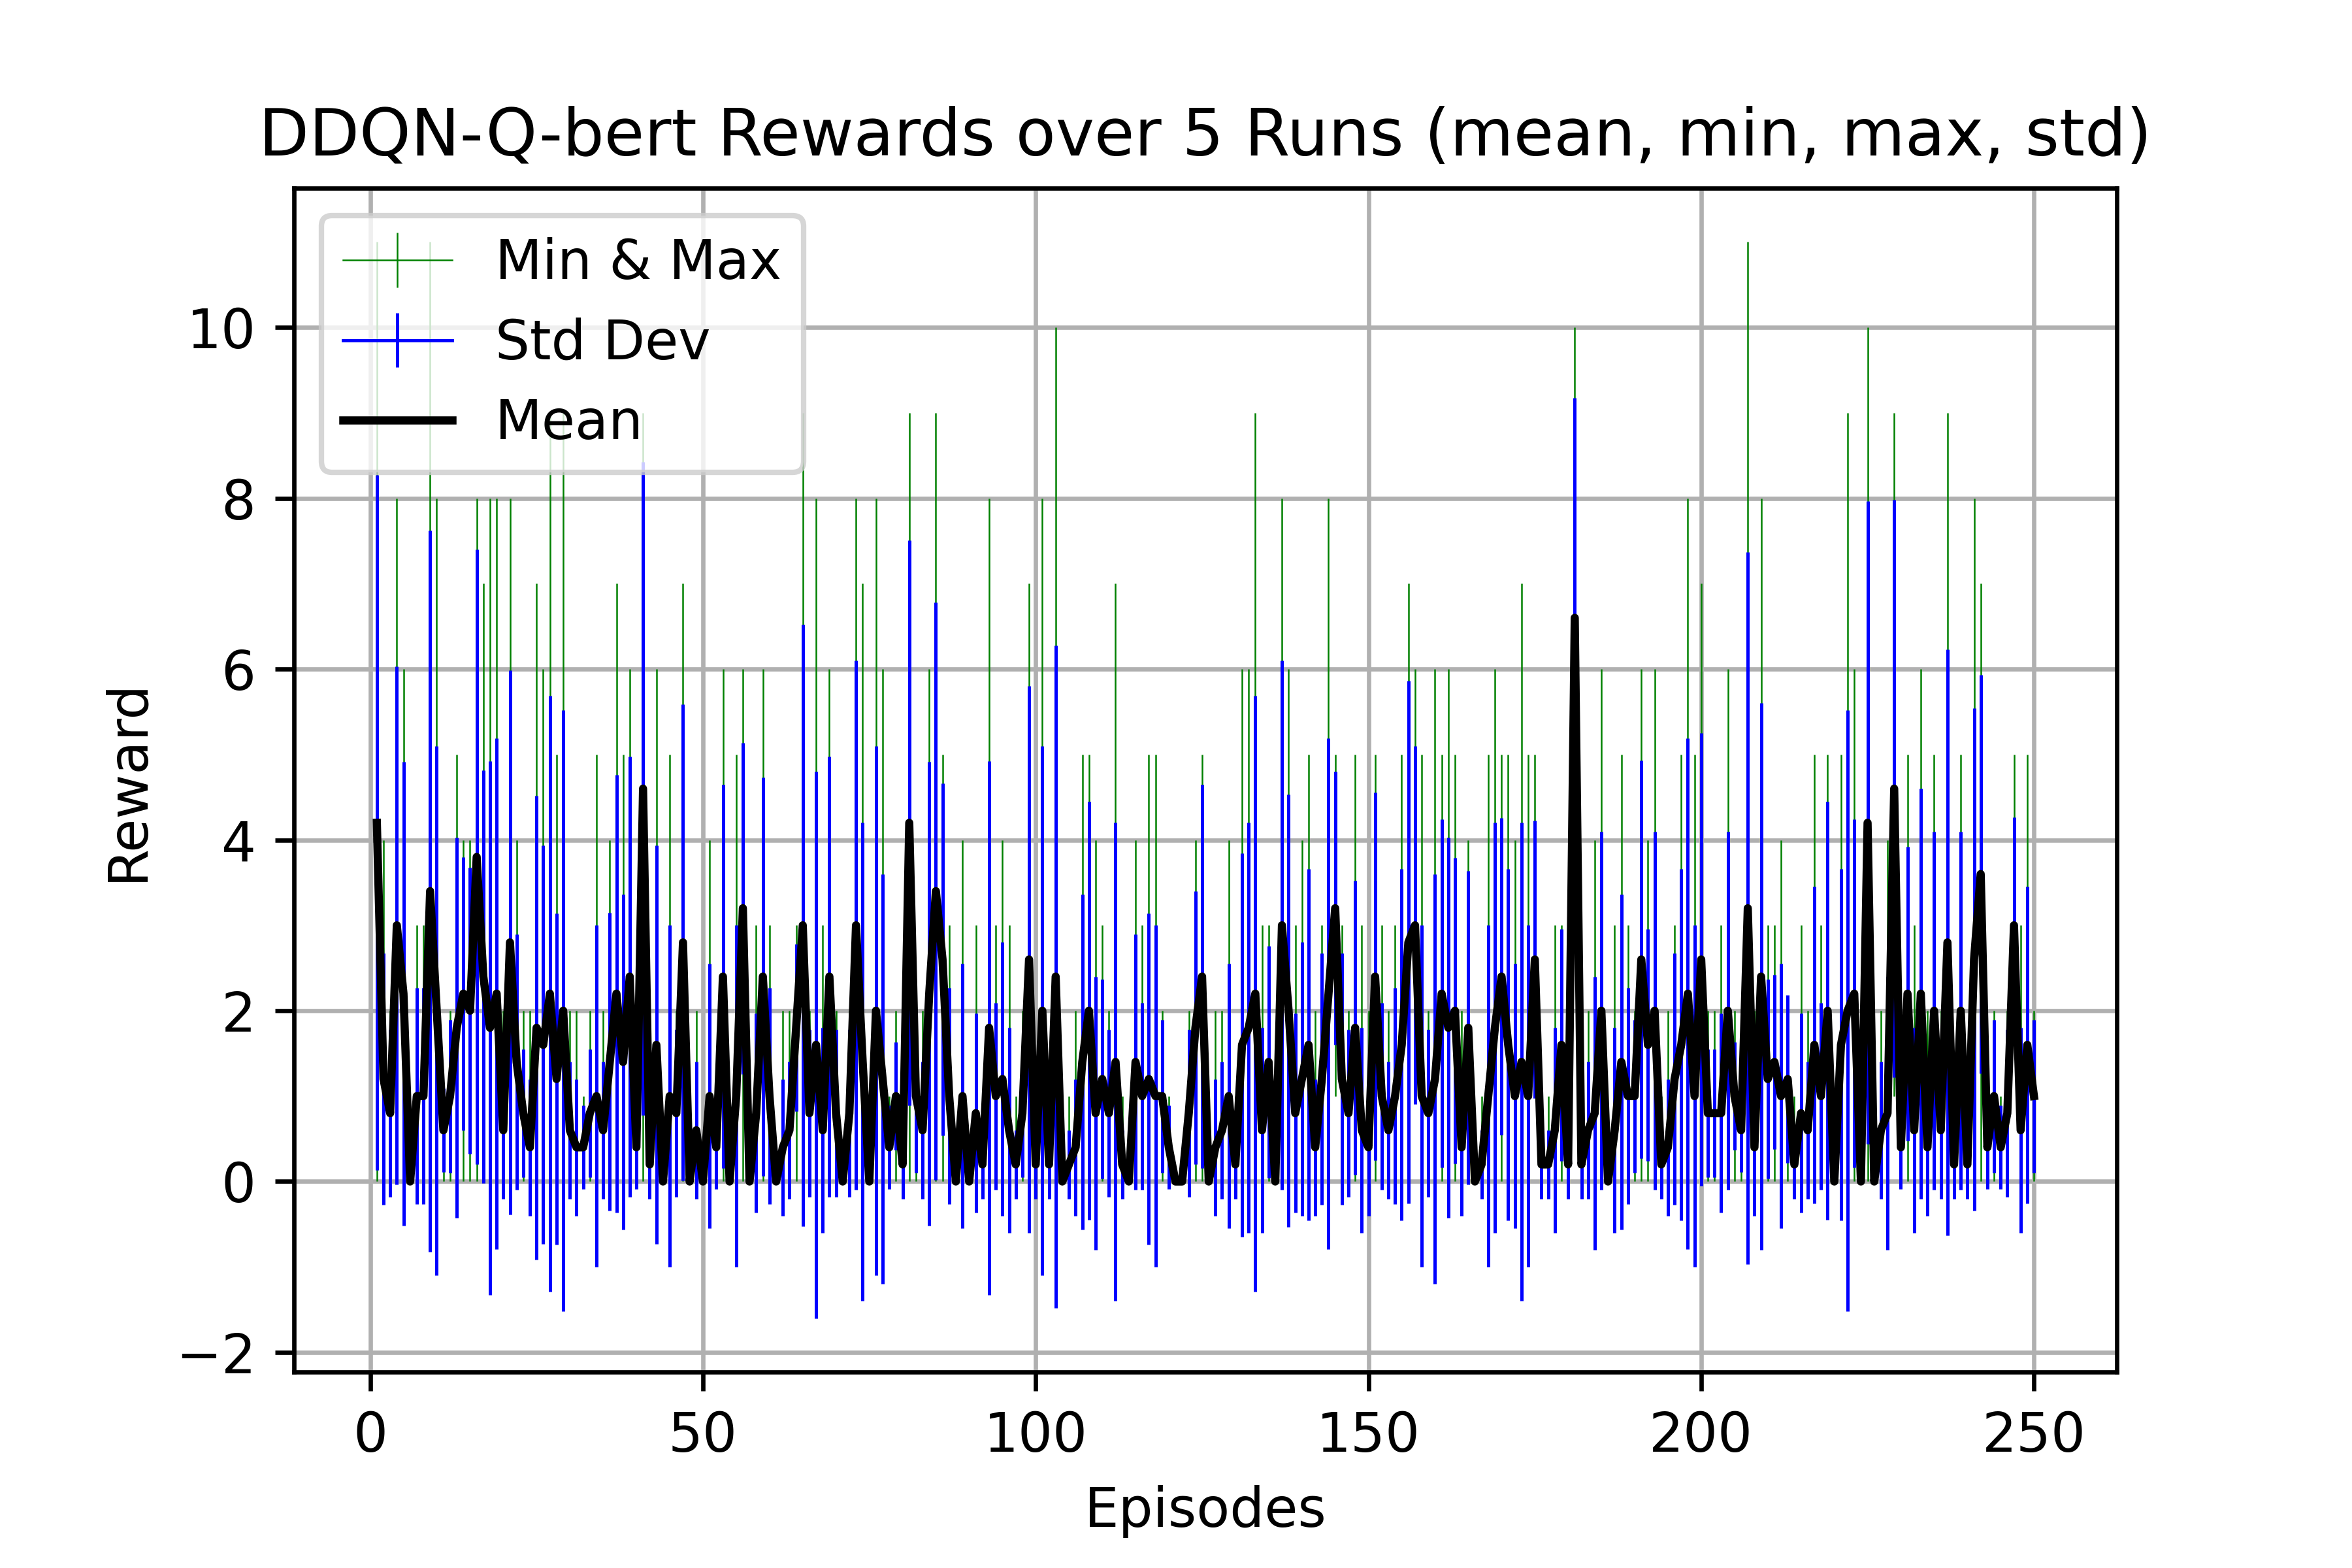 DDQN-Q-bert Rewards over 5 Runs (mean, min, max, std)
Min & Max
Std Dev
Mean
10
8
6
4
2
0
−2
Reward
0 50 100 150 200 250
Episodes